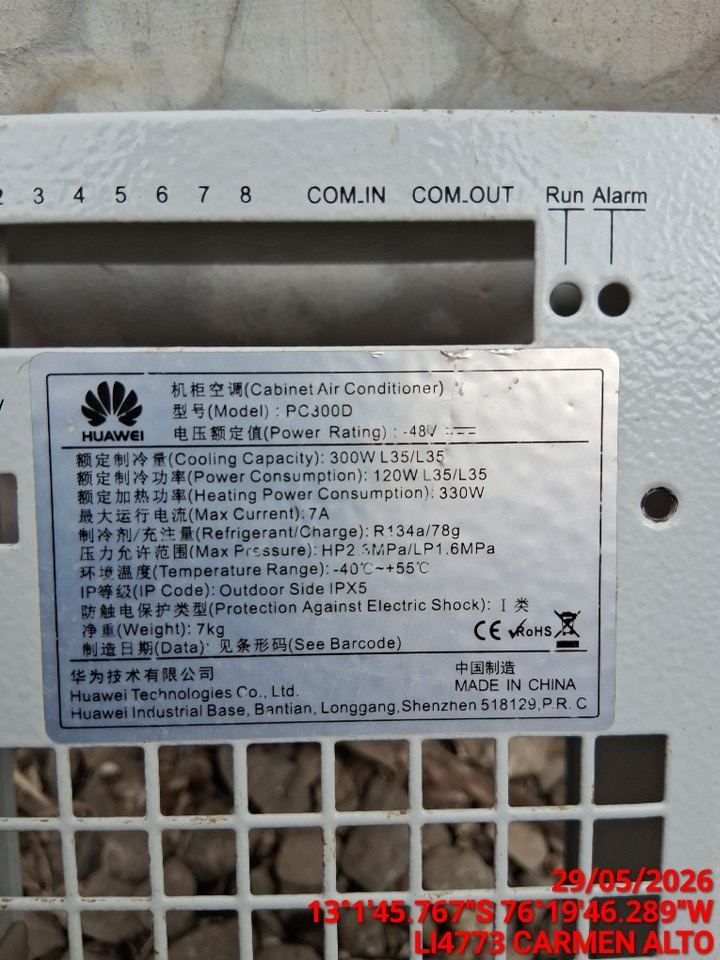 2 3 4 5 6 7 8 COM_IN COM_OUT Run Alarm
HUAWEI
机柜空调(Cabinet Air Conditioner)
型号(Model) : PC300D
电压额定值(Power Rating) : -48V
额定制冷量(Cooling Capacity): 300W L35/L35
额定制冷功率(Power Consumption): 120W L35/L35
额定加热功率(Heating Power Consumption): 330W
最大运行电流(Max Current): 7A
制冷剂/充注量(Refrigerant/Charge): R134a/78g
压力允许范围(Max Pressure): HP2.3MPa/LP1.6MPa
环境温度(Temperature Range): -40℃~+55℃
IP等级(IP Code): Outdoor Side IPX5
防触电保护类型(Protection Against Electric Shock): I 类
净重(Weight): 7kg
制造日期(Data): 见条形码(See Barcode)
CE RoHS
华为技术有限公司
Huawei Technologies Co., Ltd.
中国制造
MADE IN CHINA
Huawei Industrial Base, Bantian, Longgang,Shenzhen 518129,P.R. C
29/05/2026
13°1'45.767"S 76°19'46.289"W
LI4773 CARMEN ALTO